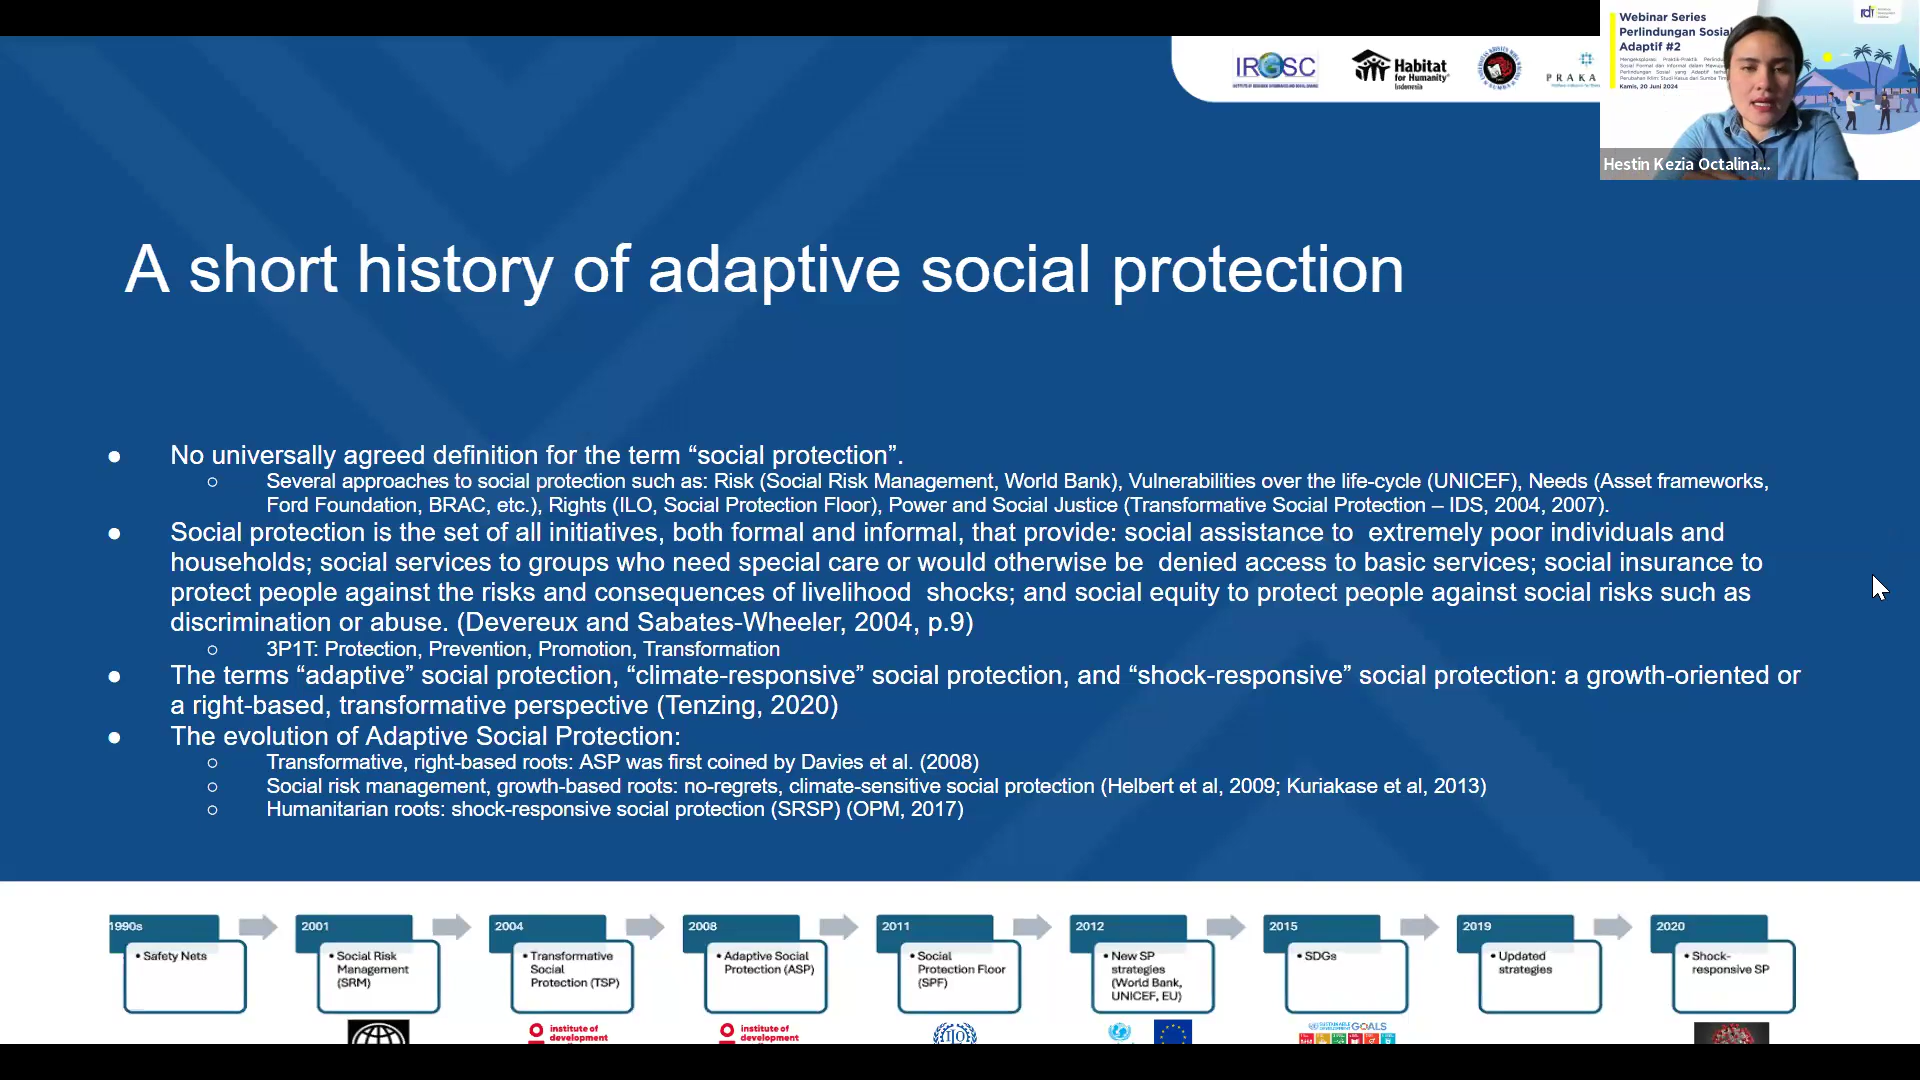 IRGSC
Habitat
for Humanity
Indonesia
PRAKA
Webinar Series
Perlindungan Sosial
Adaptif #2
Kamis, 20 Juni 2024
rdi
Hestin Kezia Octalina...
A short history of adaptive social protection
● No universally agreed definition for the term “social protection”.
○ Several approaches to social protection such as: Risk (Social Risk Management, World Bank), Vulnerabilities over the life-cycle (UNICEF), Needs (Asset frameworks,
Ford Foundation, BRAC, etc.), Rights (ILO, Social Protection Floor), Power and Social Justice (Transformative Social Protection – IDS, 2004, 2007).
● Social protection is the set of all initiatives, both formal and informal, that provide: social assistance to extremely poor individuals and
households; social services to groups who need special care or would otherwise be denied access to basic services; social insurance to
protect people against the risks and consequences of livelihood shocks; and social equity to protect people against social risks such as
discrimination or abuse. (Devereux and Sabates-Wheeler, 2004, p.9)
○ 3P1T: Protection, Prevention, Promotion, Transformation
● The terms “adaptive” social protection, “climate-responsive” social protection, and “shock-responsive” social protection: a growth-oriented or
a right-based, transformative perspective (Tenzing, 2020)
● The evolution of Adaptive Social Protection:
○ Transformative, right-based roots: ASP was first coined by Davies et al. (2008)
○ Social risk management, growth-based roots: no-regrets, climate-sensitive social protection (Helbert et al, 2009; Kuriakase et al, 2013)
○ Humanitarian roots: shock-responsive social protection (SRSP) (OPM, 2017)
1990s
• Safety Nets
2001
• Social Risk
Management
(SRM)
2004
• Transformative
Social
Protection (TSP)
2008
• Adaptive Social
Protection (ASP)
2011
• Social
Protection Floor
(SPF)
2012
• New SP
strategies
(World Bank,
UNICEF, EU)
2015
• SDGs
2019
• Updated
strategies
2020
• Shock-
responsive SP
institute of
development
institute of
development
ILO
SUSTAINABLE
DEVELOPMENT GOALS